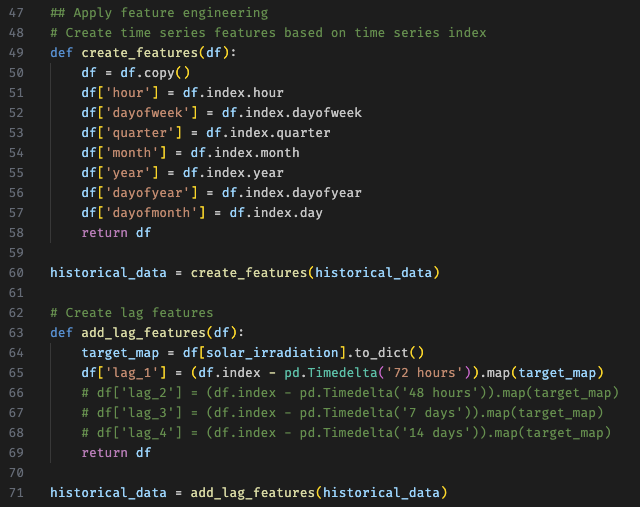 47 ## Apply feature engineering
48 # Create time series features based on time series index
49 def create_features(df):
50     df = df.copy()
51     df['hour'] = df.index.hour
52     df['dayofweek'] = df.index.dayofweek
53     df['quarter'] = df.index.quarter
54     df['month'] = df.index.month
55     df['year'] = df.index.year
56     df['dayofyear'] = df.index.dayofyear
57     df['dayofmonth'] = df.index.day
58     return df
59
60 historical_data = create_features(historical_data)
61
62 # Create lag features
63 def add_lag_features(df):
64     target_map = df[solar_irradiation].to_dict()
65     df['lag_1'] = (df.index - pd.Timedelta('72 hours')).map(target_map)
66     # df['lag_2'] = (df.index - pd.Timedelta('48 hours')).map(target_map)
67     # df['lag_3'] = (df.index - pd.Timedelta('7 days')).map(target_map)
68     # df['lag_4'] = (df.index - pd.Timedelta('14 days')).map(target_map)
69     return df
70
71 historical_data = add_lag_features(historical_data)